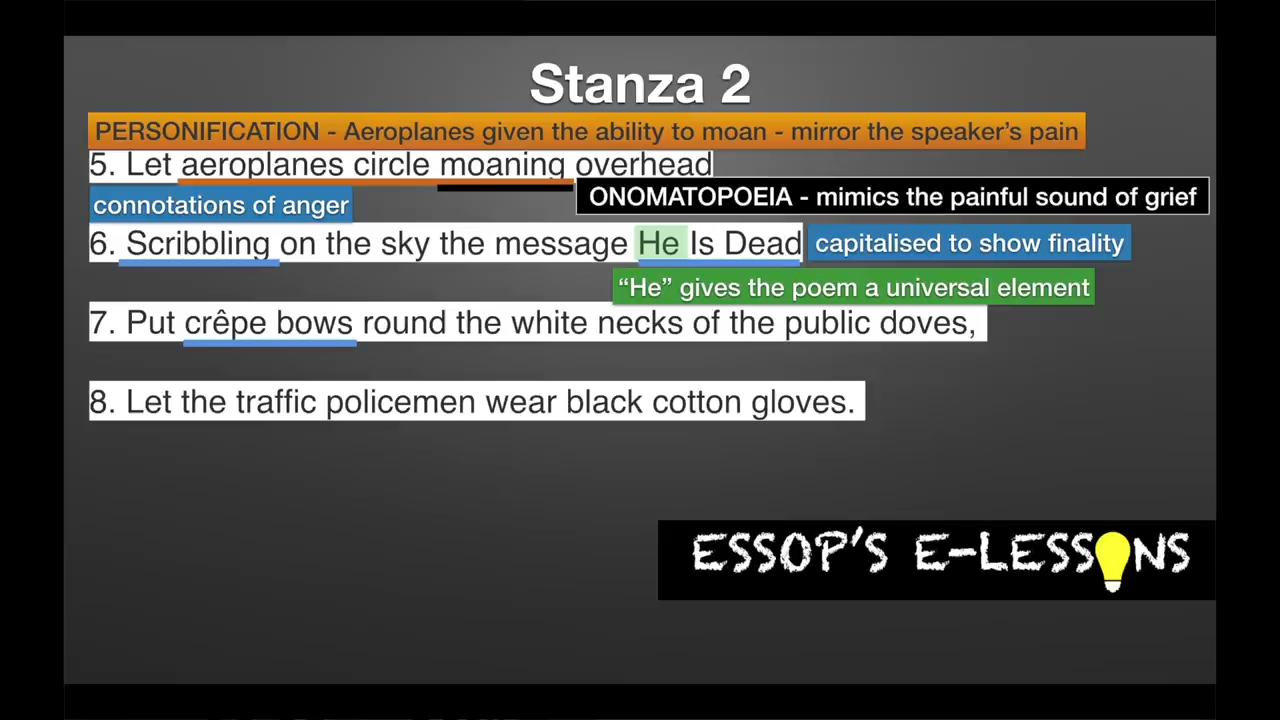 Stanza 2
PERSONIFICATION - Aeroplanes given the ability to moan - mirror the speaker's pain
5. Let aeroplanes circle moaning overhead
ONOMATOPOEIA - mimics the painful sound of grief
connotations of anger
6. Scribbling on the sky the message He Is Dead
capitalised to show finality
“He” gives the poem a universal element
7. Put crêpe bows round the white necks of the public doves,
8. Let the traffic policemen wear black cotton gloves.
ESSOP'S E-LESSONS